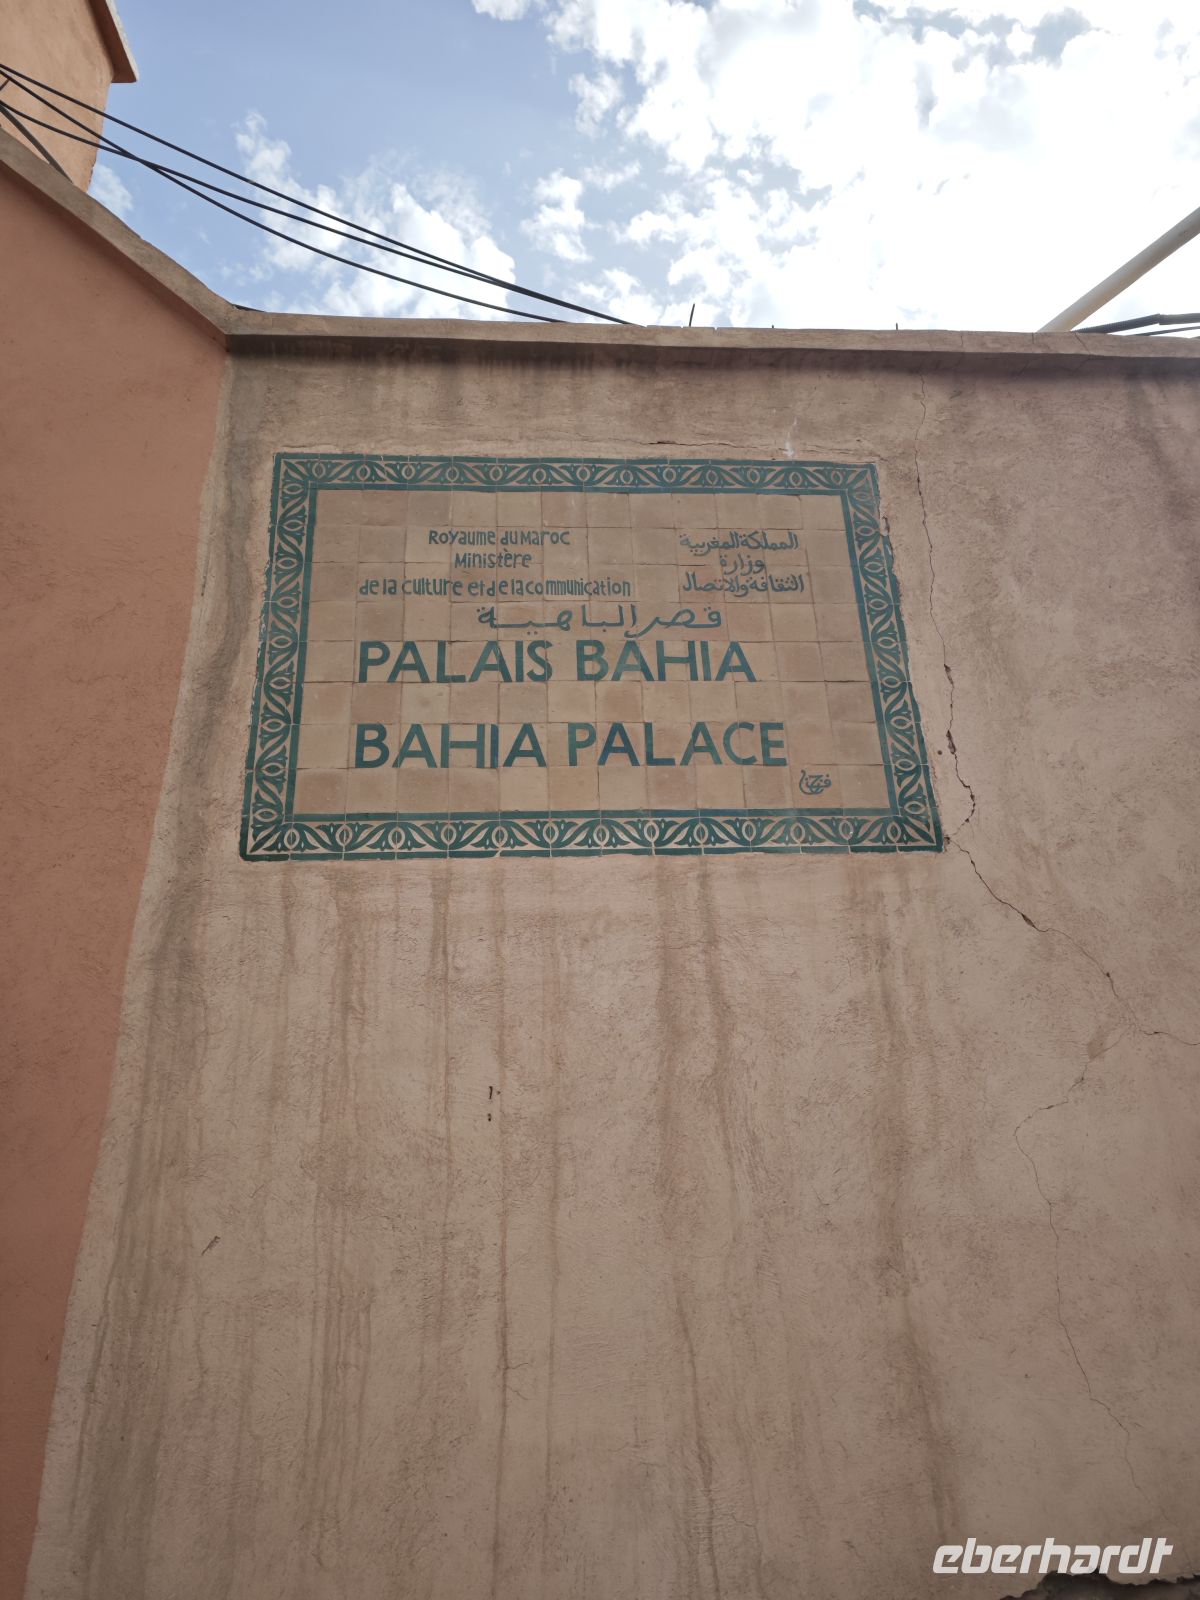 Royaume du Maroc
Ministère
de la culture et de la communication
المملكة المغربية
وزارة
الثقافة والاتصال
قصر الباهية
PALAIS BAHIA
BAHIA PALACE
eberhardt